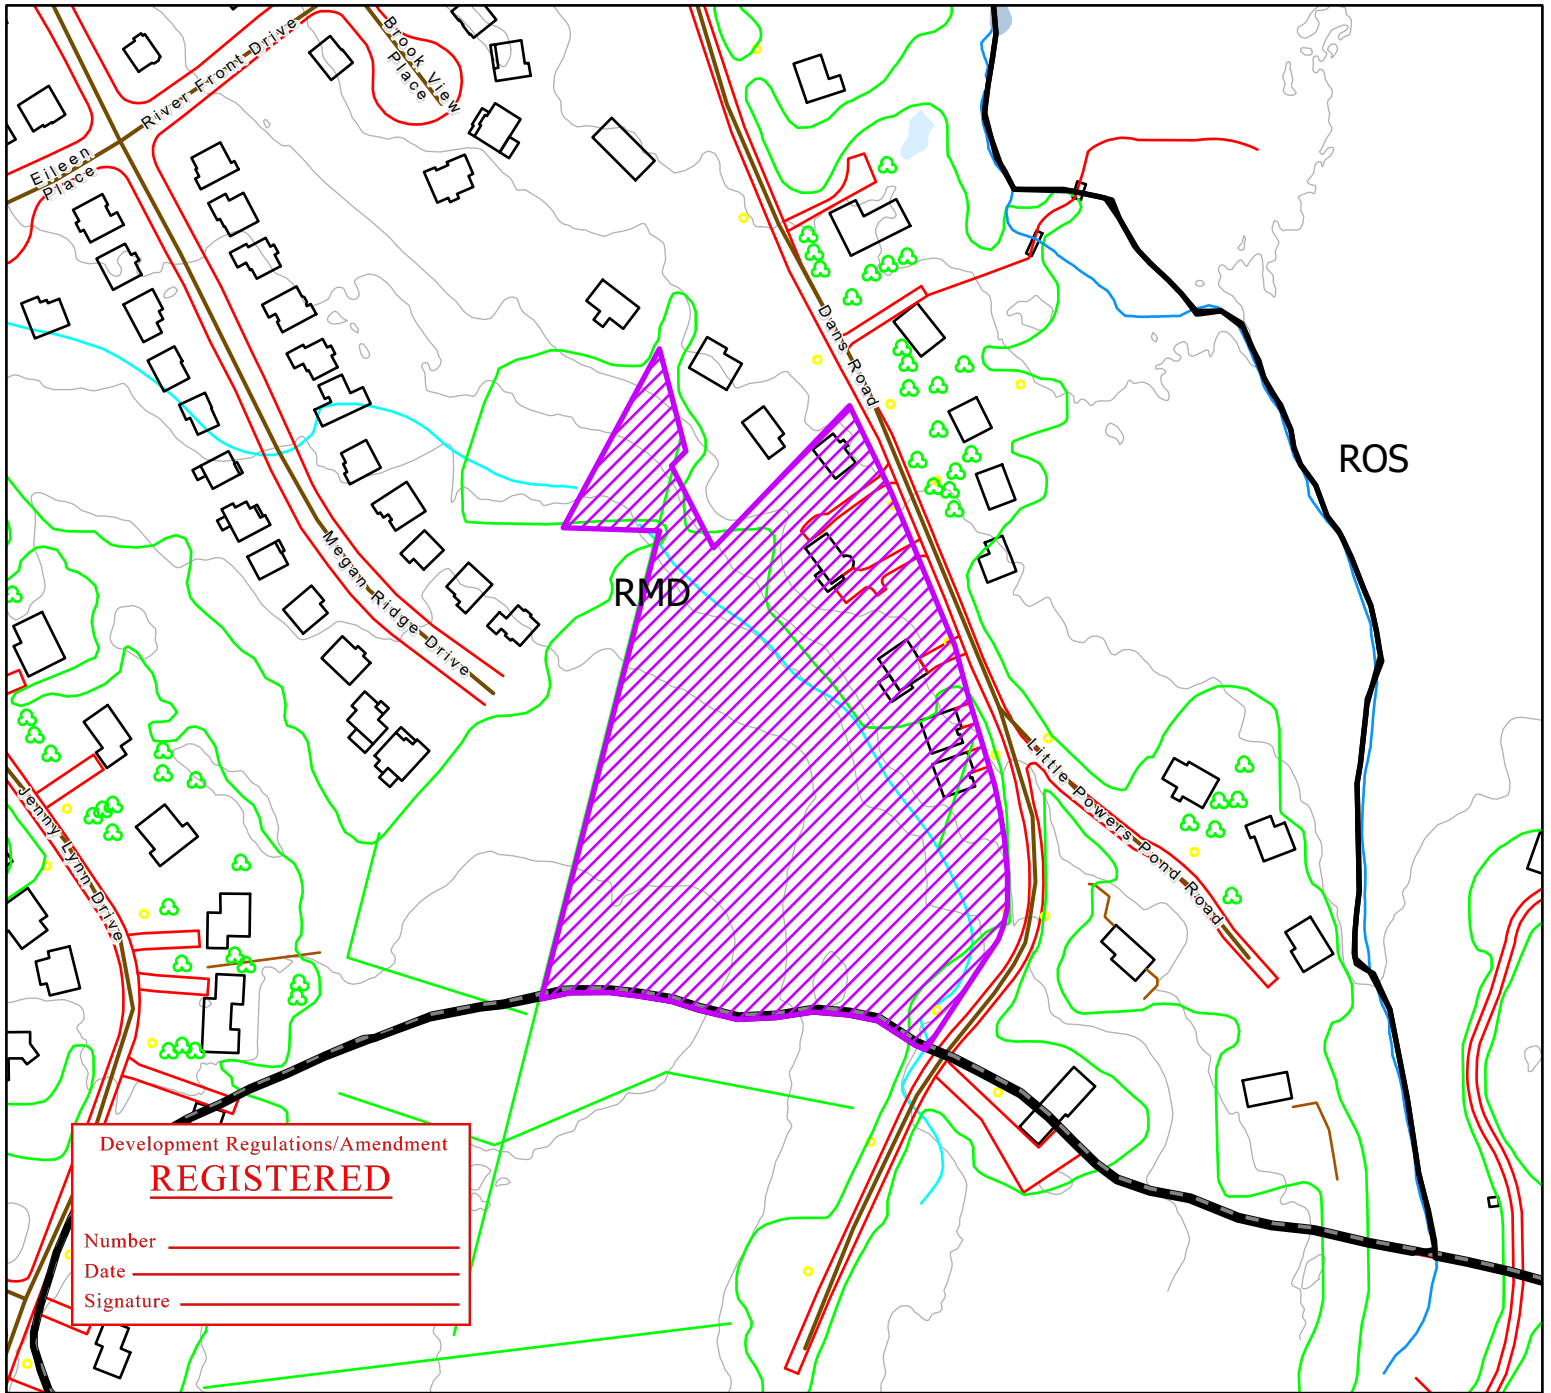 Brook View
Place
River Front Drive
Eileen
Place
Dans Road
ROS
Megan Ridge Drive
RMD
Little Powers Pond Road
Jenny Lynn Drive
Development Regulations/Amendment
REGISTERED
Number
Date
Signature